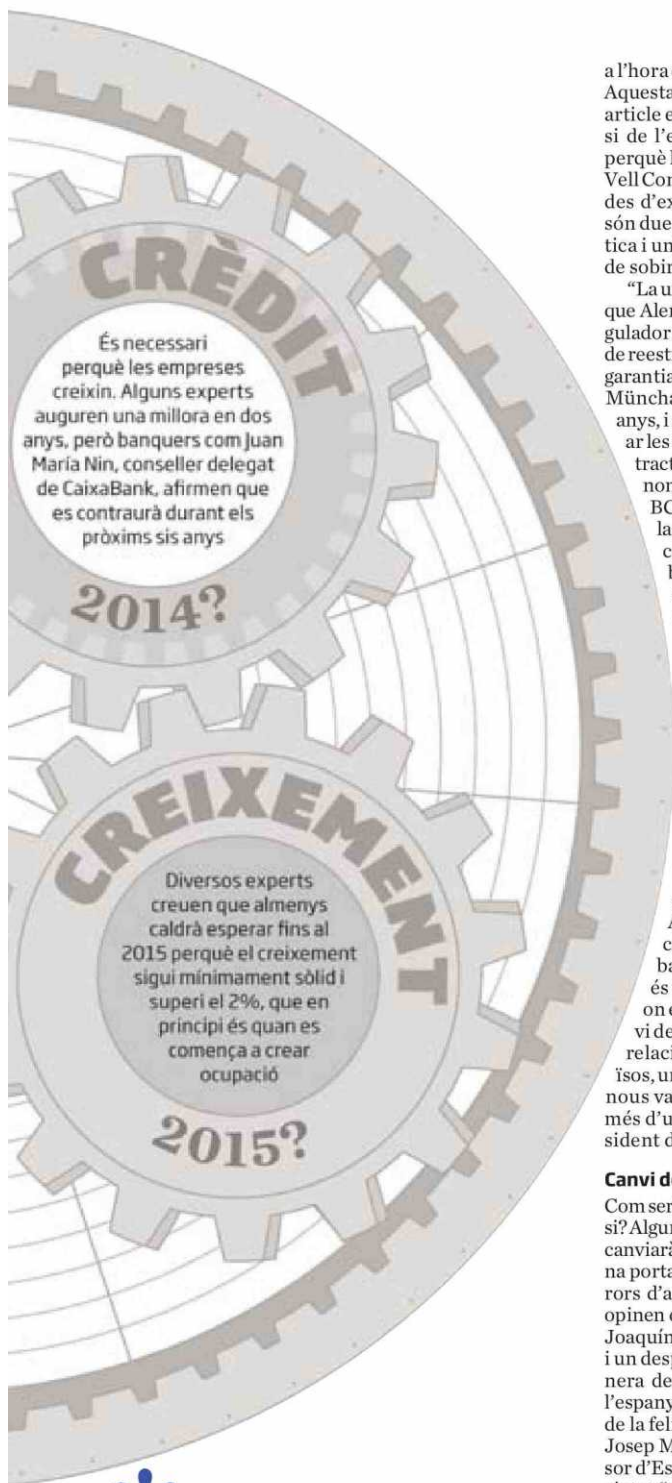 CRÈDIT
És necessari
perquè les empreses
creixin. Alguns experts
auguren una millora en dos
anys, però banquers com Juan
María Nin, conseller delegat
de CaixaBank, afirmen que
es contraurà durant els
pròxims sis anys
2014?
CREIXEMENT
Diversos experts
creuen que almenys
caldrà esperar fins al
2015 perquè el creixement
sigui mínimament sòlid i
superi el 2%, que en
principi és quan es
comença a crear
ocupació
2015?
a l'hora
Aquesta
article e
si de l'e
perquè
Vell Con
des d'ex
són due
tica i un
de sobir
"La u
que Aler
gulador
de reest
garantia
Müncha
anys, i
ar les
tract
nor
BC
la
c
A
c
ba
és
on e
vi de
relaci
ïsos, ur
nous va
més d'u
sident d
Canvi d
Com ser
si? Algur
canviarà
na porta
rors d'a
opinen
Joaquín
i un desp
nera de
l'espany
de la fel
Josep M
sor d'Es